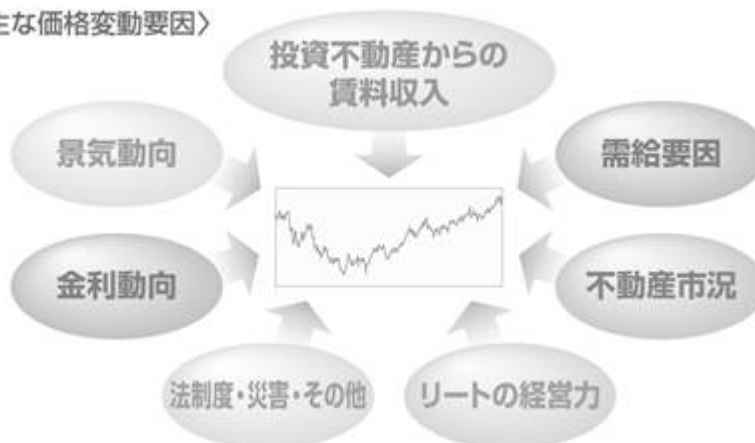 主な価格変動要因〉
投資不動産からの
賃料収入
景気動向
需給要因
金利動向
不動産市況
法制度・災害・その他
リートの経営力